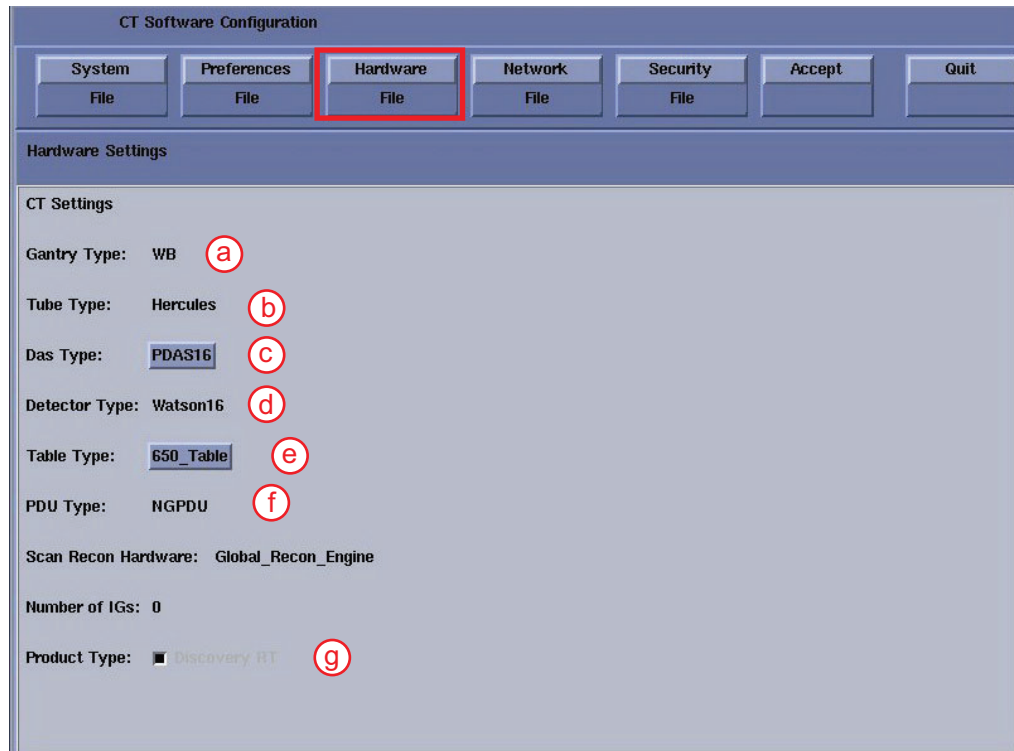 CT Software Configuration
System Preferences Hardware Network Security Accept Quit
File File File File File
Hardware Settings
CT Settings
Gantry Type: WB a
Tube Type: Hercules b
Das Type: PDAS16 c
Detector Type: Watson16 d
Table Type: 650_Table e
PDU Type: NGPDU f
Scan Recon Hardware: Global_Recon_Engine
Number of IGs: 0
Product Type: Discovery RT g